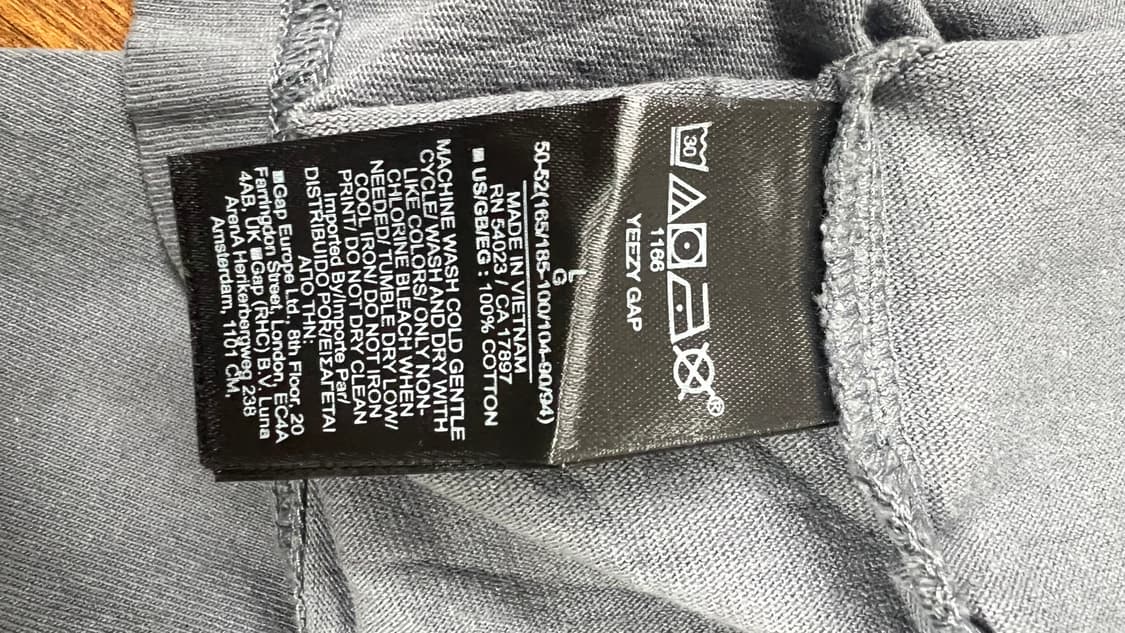 30
®
1166
YEEZY GAP
L
G
50-52(165/185-100/104-90/94)
MADE IN VIETNAM
RN 54023 / CA 17897
■ US/GB/EG : 100% COTTON
MACHINE WASH COLD GENTLE
CYCLE/ WASH AND DRY WITH
LIKE COLORS/ ONLY NON-
CHLORINE BLEACH WHEN
NEEDED/ TUMBLE DRY LOW/
COOL IRON/ DO NOT IRON
PRINT/ DO NOT DRY CLEAN
Imported By/Importe Par/
DISTRIBUIDO POR/ΕΙΣΑΓΕΤΑΙ
ΑΠΟ ΤΗΝ:
■Gap Europe Ltd., 8th Floor, 20
Farringdon Street, London, EC4A
4AB, UK ■Gap (RHC) B.V. Luna
ArenA Herikerbergweg 238
Amsterdam, 1101 CM,